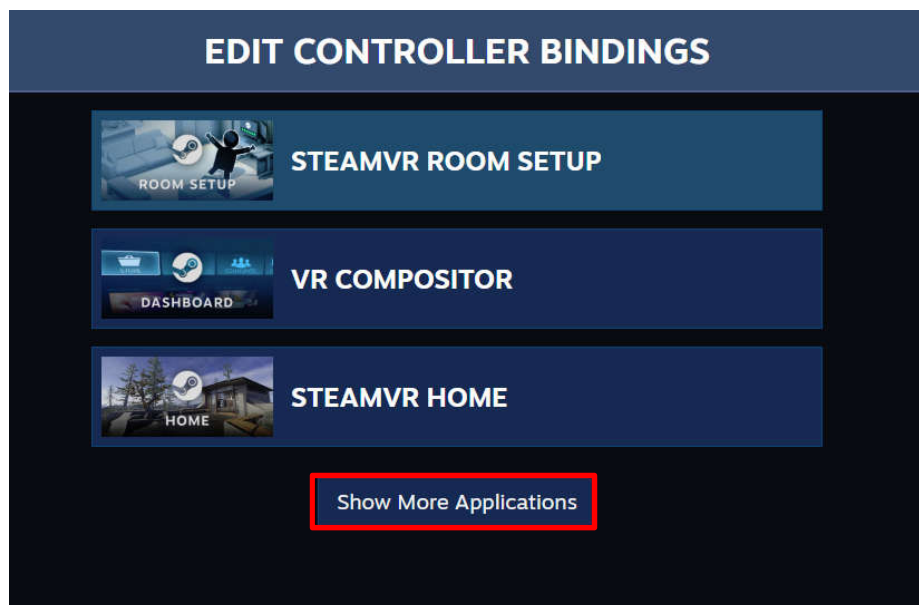 EDIT CONTROLLER BINDINGS
ROOM SETUP
STEAMVR ROOM SETUP
DASHBOARD
VR COMPOSITOR
HOME
STEAMVR HOME
Show More Applications